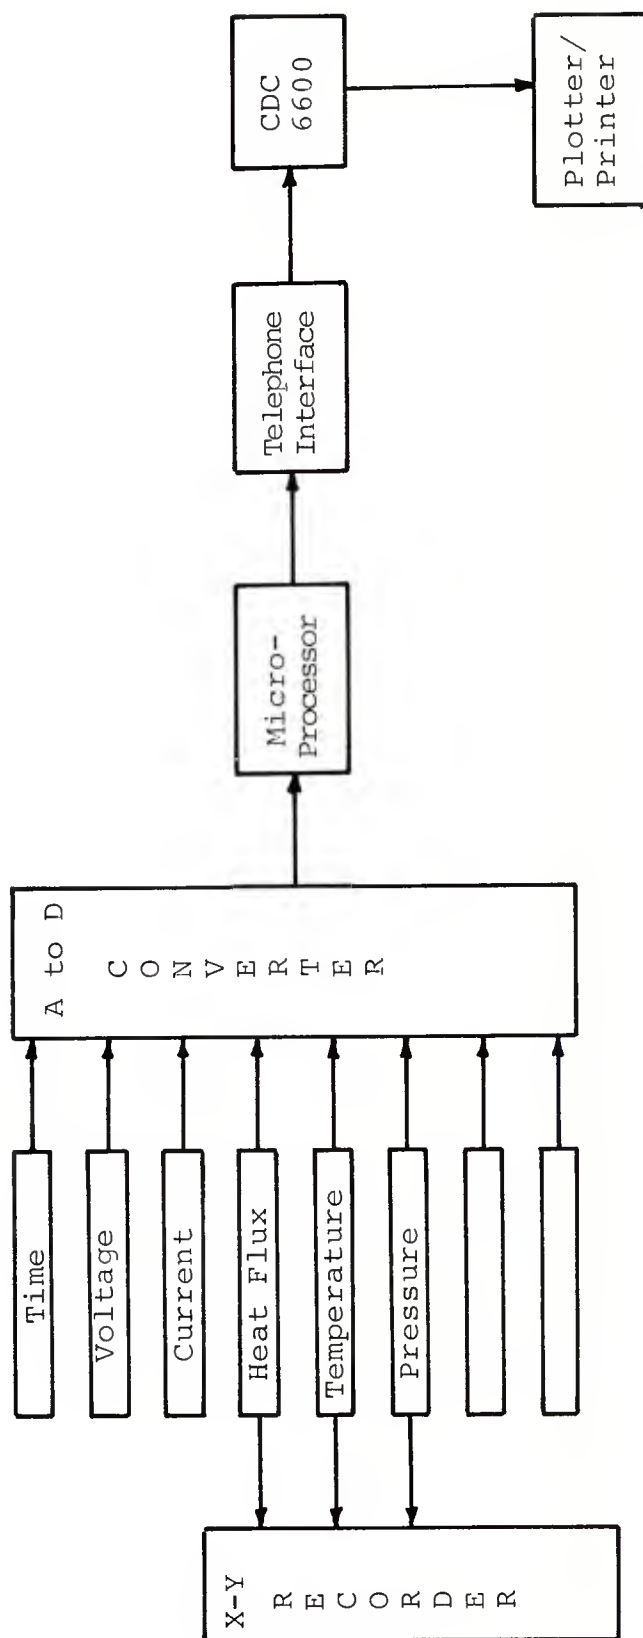 X-Y
R
E
C
O
R
D
E
R
Time
Voltage
Current
Heat Flux
Temperature
Pressure
A to D
C
O
N
V
E
R
T
E
R
Micro-
Processor
Telephone
Interface
CDC
6600
Plotter/
Printer